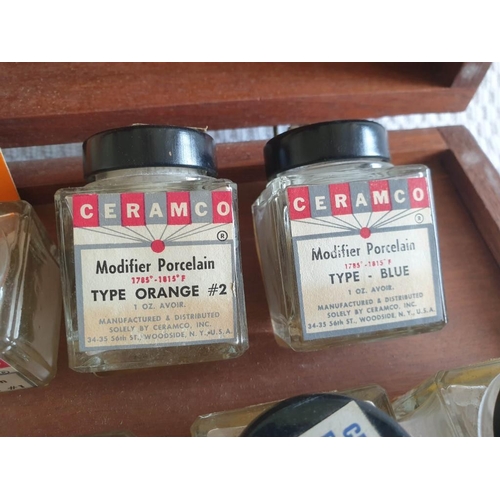 CERAMCO
®
Modifier Porcelain
1785°-1815°F
TYPE ORANGE #2
1 OZ. AVOIR.
MANUFACTURED & DISTRIBUTED
SOLELY BY CERAMCO, INC.
34-35 56th ST., WOODSIDE, N.Y., U.S.A.
CERAMCO
®
Modifier Porcelain
1785°-1815°F
TYPE - BLUE
1 OZ. AVOIR.
MANUFACTURED & DISTRIBUTED
SOLELY BY CERAMCO, INC.
34-35 56th ST., WOODSIDE, N.Y., U.S.A.